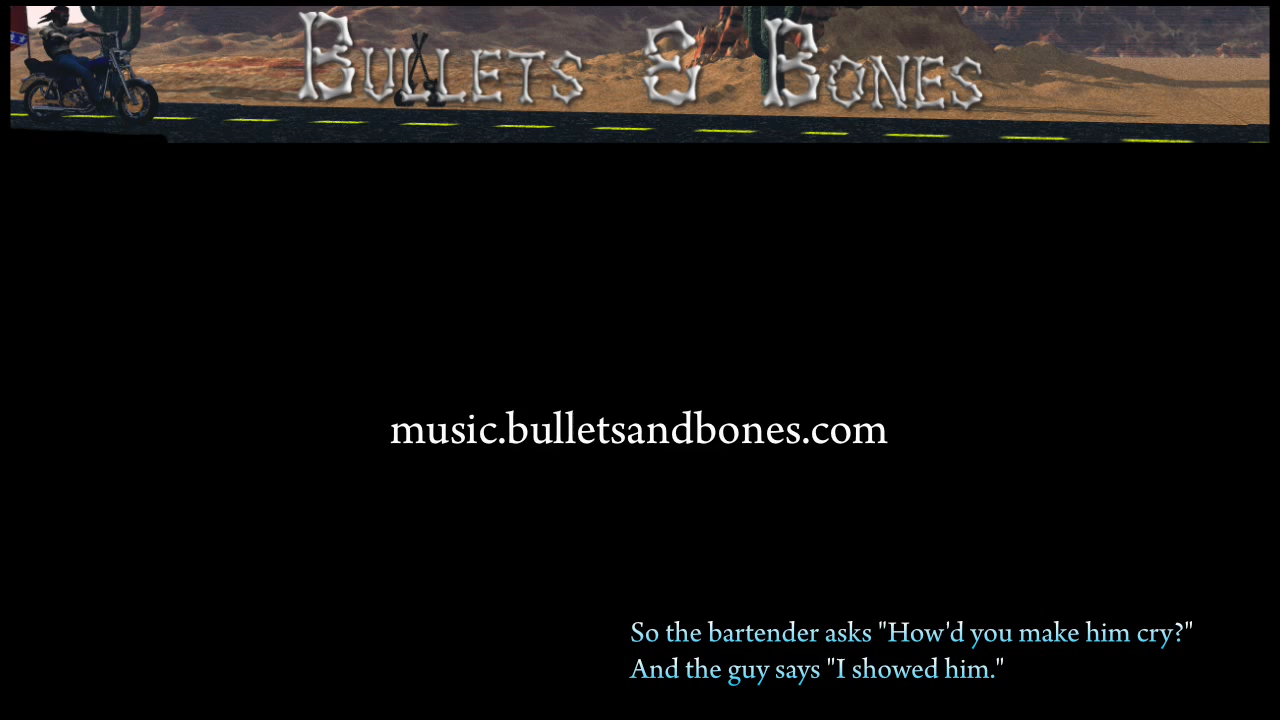 Bullets & Bones
music.bulletsandbones.com
So the bartender asks "How'd you make him cry?"
And the guy says "I showed him."